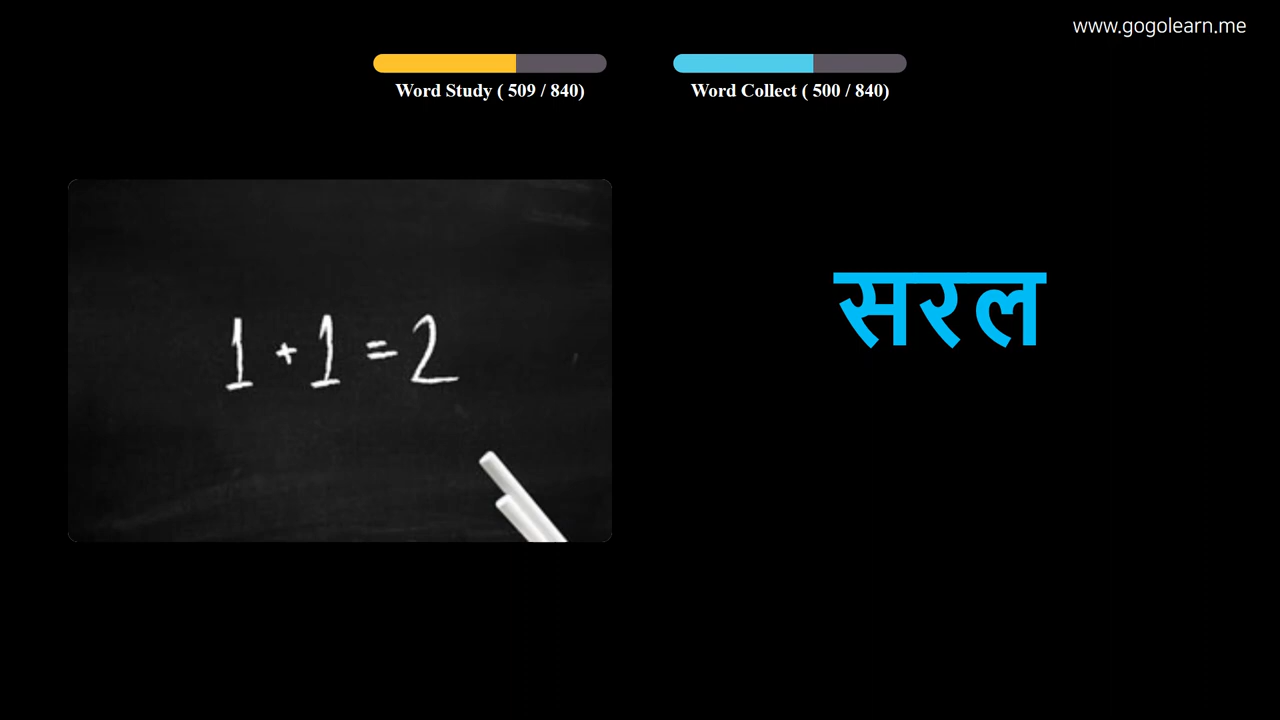 www.gogolearn.me
Word Study ( 509 / 840)
Word Collect ( 500 / 840)
1 + 1 = 2
सरल